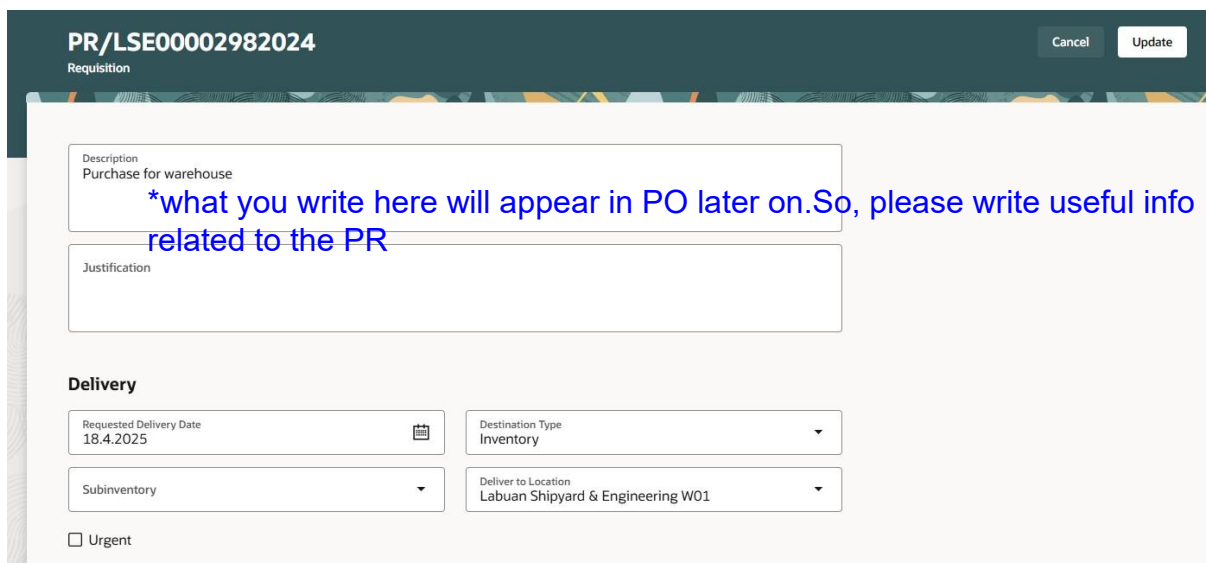 PR/LSE00002982024
Cancel
Update
Requisition
Description
Purchase for warehouse
*what you write here will appear in PO later on.So, please write useful info
related to the PR
Justification
Delivery
Requested Delivery Date
18.4.2025
Destination Type
Inventory
Subinventory
Deliver to Location
Labuan Shipyard & Engineering W01
Urgent